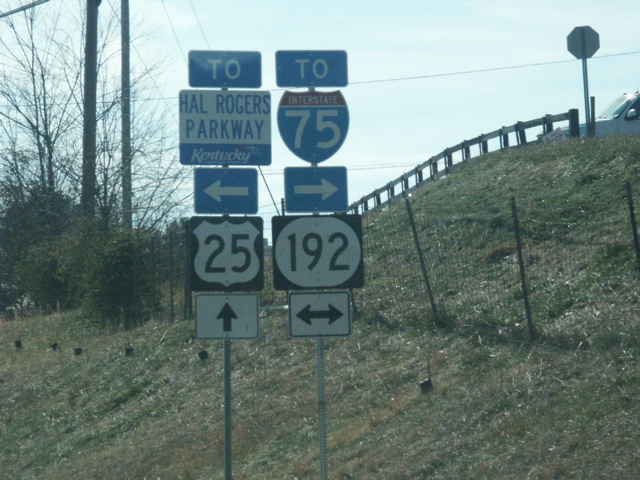 TO
HAL ROGERS
PARKWAY
Kentucky
25
TO
INTERSTATE
75
192